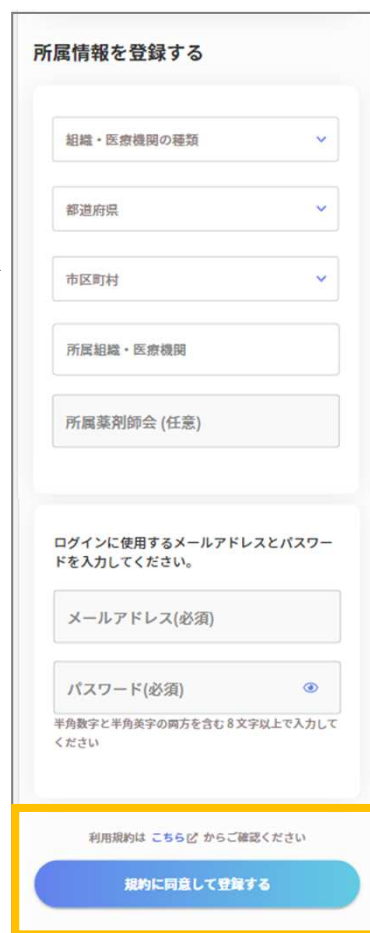 所属情報を登録する
組織・医療機関の種類
都道府県
市区町村
所属組織・医療機関
所属薬剤師会 (任意)
ログインに使用するメールアドレスとパスワー
ドを入力してください。
メールアドレス(必須)
パスワード(必須)
半角数字と半角英字の両方を含む8文字以上で入力して
ください
利用規約は こちら からご確認ください
規約に同意して登録する